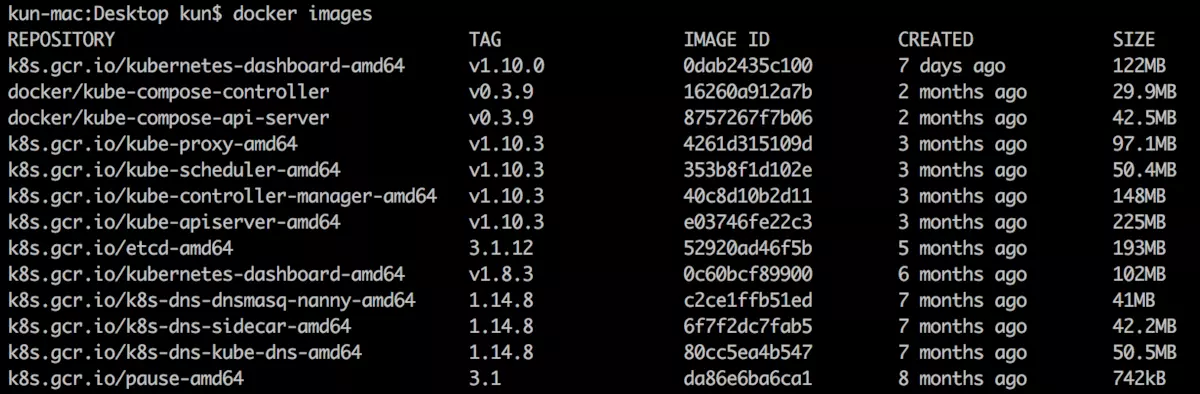 kun-mac:Desktop kun$ docker images
REPOSITORY TAG IMAGE ID CREATED SIZE
k8s.gcr.io/kubernetes-dashboard-amd64 v1.10.0 0dab2435c100 7 days ago 122MB
docker/kube-compose-controller v0.3.9 16260a912a7b 2 months ago 29.9MB
docker/kube-compose-api-server v0.3.9 8757267f7b06 2 months ago 42.5MB
k8s.gcr.io/kube-proxy-amd64 v1.10.3 4261d315109d 3 months ago 97.1MB
k8s.gcr.io/kube-scheduler-amd64 v1.10.3 353b8f1d102e 3 months ago 50.4MB
k8s.gcr.io/kube-controller-manager-amd64 v1.10.3 40c8d10b2d11 3 months ago 148MB
k8s.gcr.io/kube-apiserver-amd64 v1.10.3 e03746fe22c3 3 months ago 225MB
k8s.gcr.io/etcd-amd64 3.1.12 52920ad46f5b 5 months ago 193MB
k8s.gcr.io/kubernetes-dashboard-amd64 v1.8.3 0c60bcf89900 6 months ago 102MB
k8s.gcr.io/k8s-dns-dnsmasq-nanny-amd64 1.14.8 c2ce1ffb51ed 7 months ago 41MB
k8s.gcr.io/k8s-dns-sidecar-amd64 1.14.8 6f7f2dc7fab5 7 months ago 42.2MB
k8s.gcr.io/k8s-dns-kube-dns-amd64 1.14.8 80cc5ea4b547 7 months ago 50.5MB
k8s.gcr.io/pause-amd64 3.1 da86e6ba6ca1 8 months ago 742kB